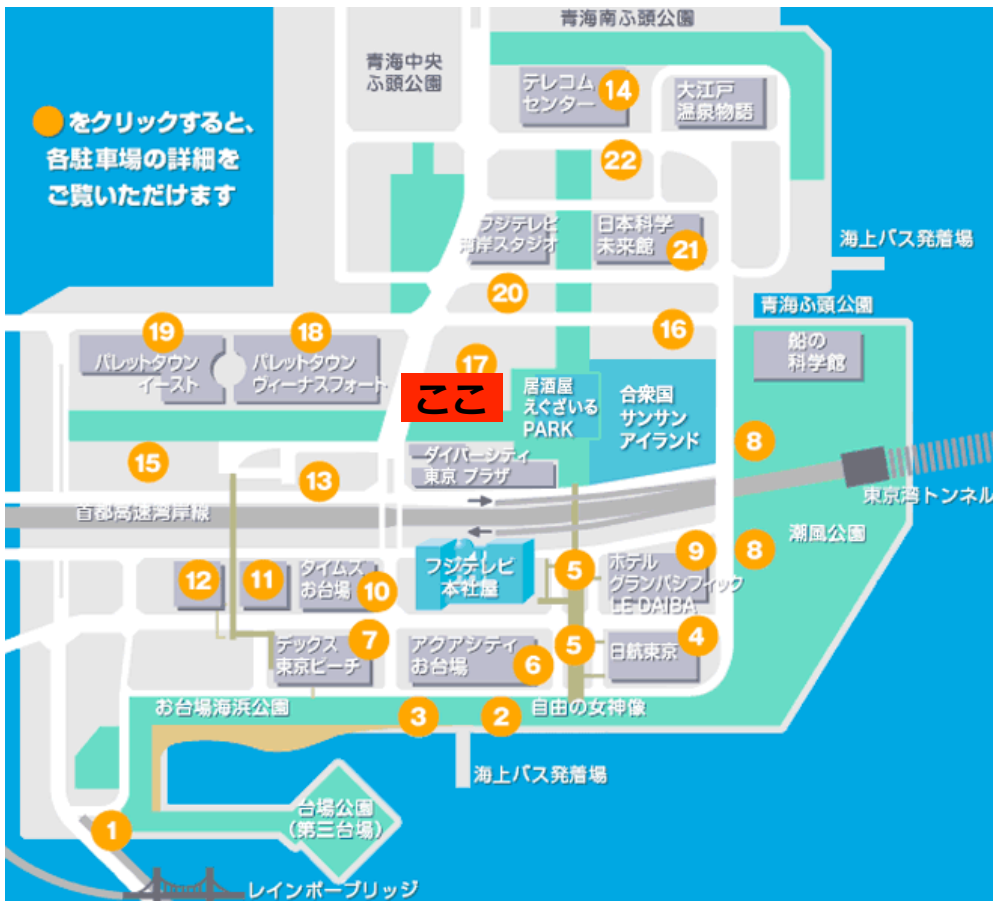 青海南ふ頭公園
青海中央
ふ頭公園
テレコム
センター
14
大江戸
温泉物語
をクリックすると、
各駐車場の詳細を
ご覧いただけます
22
フジテレビ
湾岸スタジオ
日本科学
未来館
21
海上バス発着場
20
青海ふ頭公園
19
18
16
船の
科学館
パレットタウン
イースト
パレットタウン
ヴィーナスフォート
17
ここ
居酒屋
えぐざいる
PARK
合衆国
サンサン
アイランド
8
15
13
ダイバーシティ
東京 プラザ
東京湾トンネル
首都高速湾岸線
潮風公園
12
11
タイムズ
お台場
10
フジテレビ
本社屋
5
ホテル
グランパシフィック
LE DAIBA
9
8
デックス
東京ビーチ
7
アクアシティ
お台場
6
5
日航東京
4
お台場海浜公園
3
2
自由の女神像
海上バス発着場
台場公園
(第三台場)
1
レインボーブリッジ